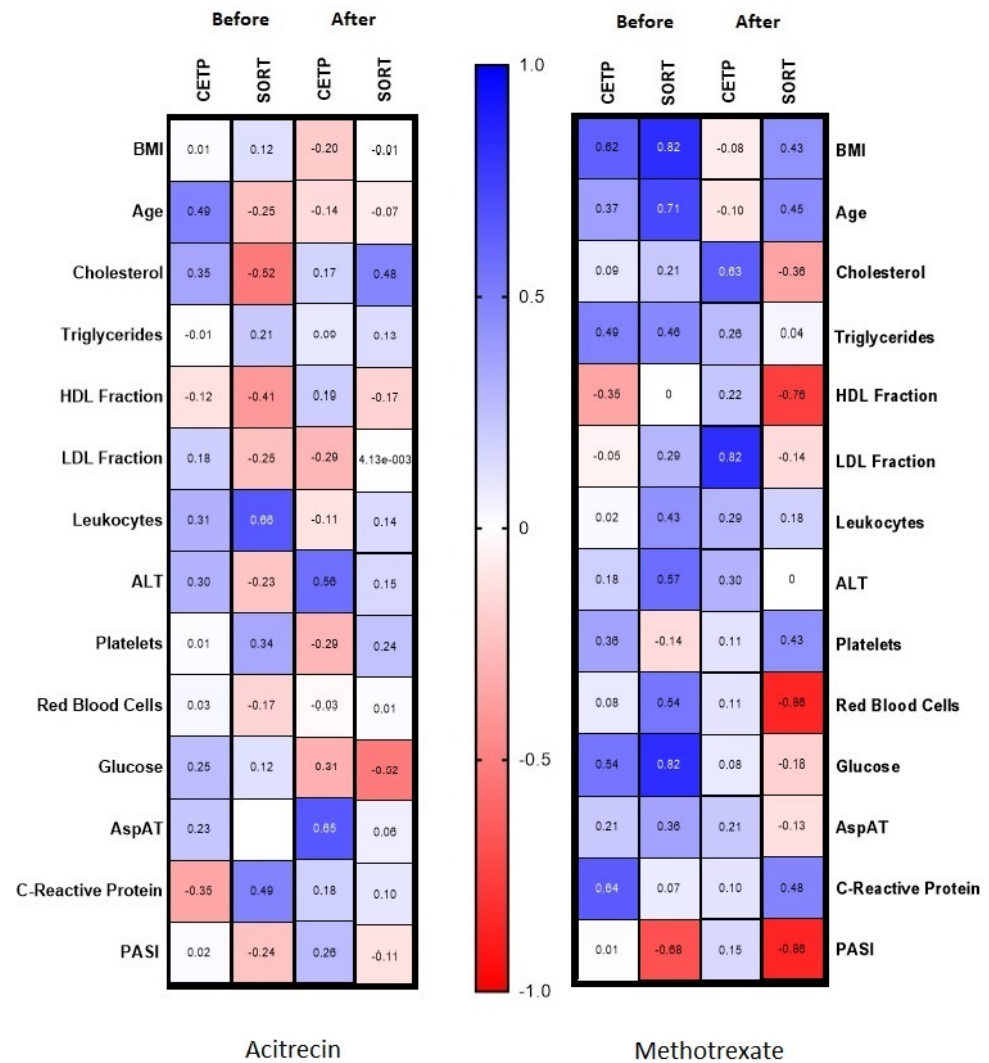 Before After Before After
CETP SORT CETP SORT 1.0 CETP SORT CETP SORT
BMI 0.01 0.12 -0.20 -0.01 0.62 0.82 -0.08 0.43 BMI
Age 0.49 -0.25 -0.14 -0.07 0.37 0.71 -0.10 0.45 Age
Cholesterol 0.35 -0.52 0.17 0.48 0.5 0.09 0.21 0.63 -0.36 Cholesterol
Triglycerides -0.01 0.21 0.09 0.13 0.49 0.46 0.26 0.04 Triglycerides
HDL Fraction -0.12 -0.41 0.19 -0.17 -0.35 0 0.22 -0.76 HDL Fraction
LDL Fraction 0.18 -0.25 -0.29 4.13e-003 -0.05 0.29 0.82 -0.14 LDL Fraction
Leukocytes 0.31 0.66 -0.11 0.14 0 0.02 0.43 0.29 0.18 Leukocytes
ALT 0.30 -0.23 0.56 0.15 0.18 0.57 0.30 0 ALT
Platelets 0.01 0.34 -0.29 0.24 0.36 -0.14 0.11 0.43 Platelets
Red Blood Cells 0.03 -0.17 -0.03 0.01 0.08 0.54 0.11 -0.86 Red Blood Cells
Glucose 0.25 0.12 0.31 -0.52 -0.5 0.54 0.82 0.08 -0.18 Glucose
AspAT 0.23 0.65 0.06 0.21 0.36 0.21 -0.13 AspAT
C-Reactive Protein -0.35 0.49 0.18 0.10 0.64 0.07 0.10 0.48 C-Reactive Protein
PASI 0.02 -0.24 0.26 -0.11 0.01 -0.68 0.15 -0.86 PASI
-1.0
Acitrecin Methotrexate